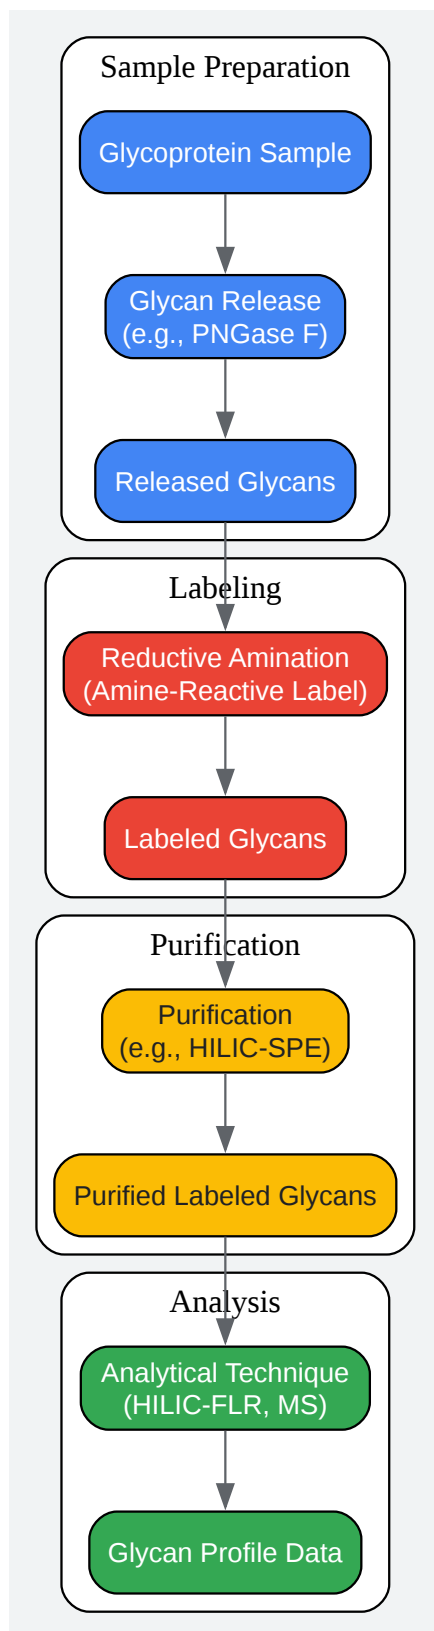 Sample Preparation
Glycoprotein Sample
Glycan Release
(e.g., PNGase F)
Released Glycans
Labeling
Reductive Amination
(Amine-Reactive Label)
Labeled Glycans
Purification
Purification
(e.g., HILIC-SPE)
Purified Labeled Glycans
Analysis
Analytical Technique
(HILIC-FLR, MS)
Glycan Profile Data